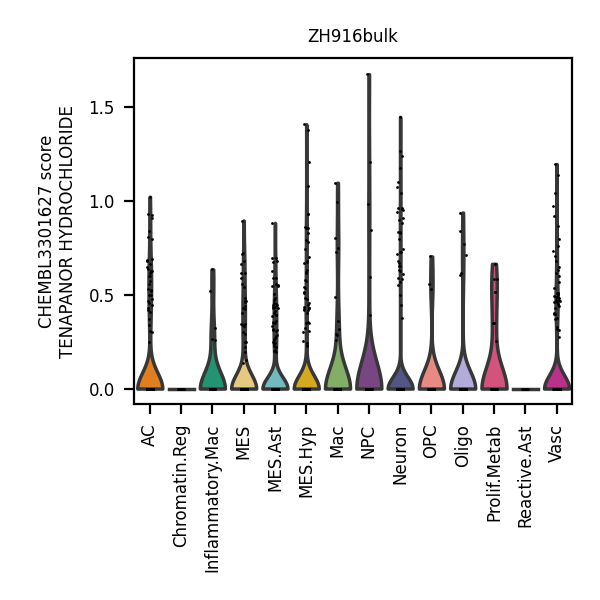 ZH916bulk
CHEMBL3301627 score
TENAPANOR HYDROCHLORIDE
1.5
1.0
0.5
0.0
AC
Chromatin.Reg
Inflammatory.Mac
MES
MES.Ast
MES.Hyp
Mac
NPC
Neuron
OPC
Oligo
Prolif.Metab
Reactive.Ast
Vasc